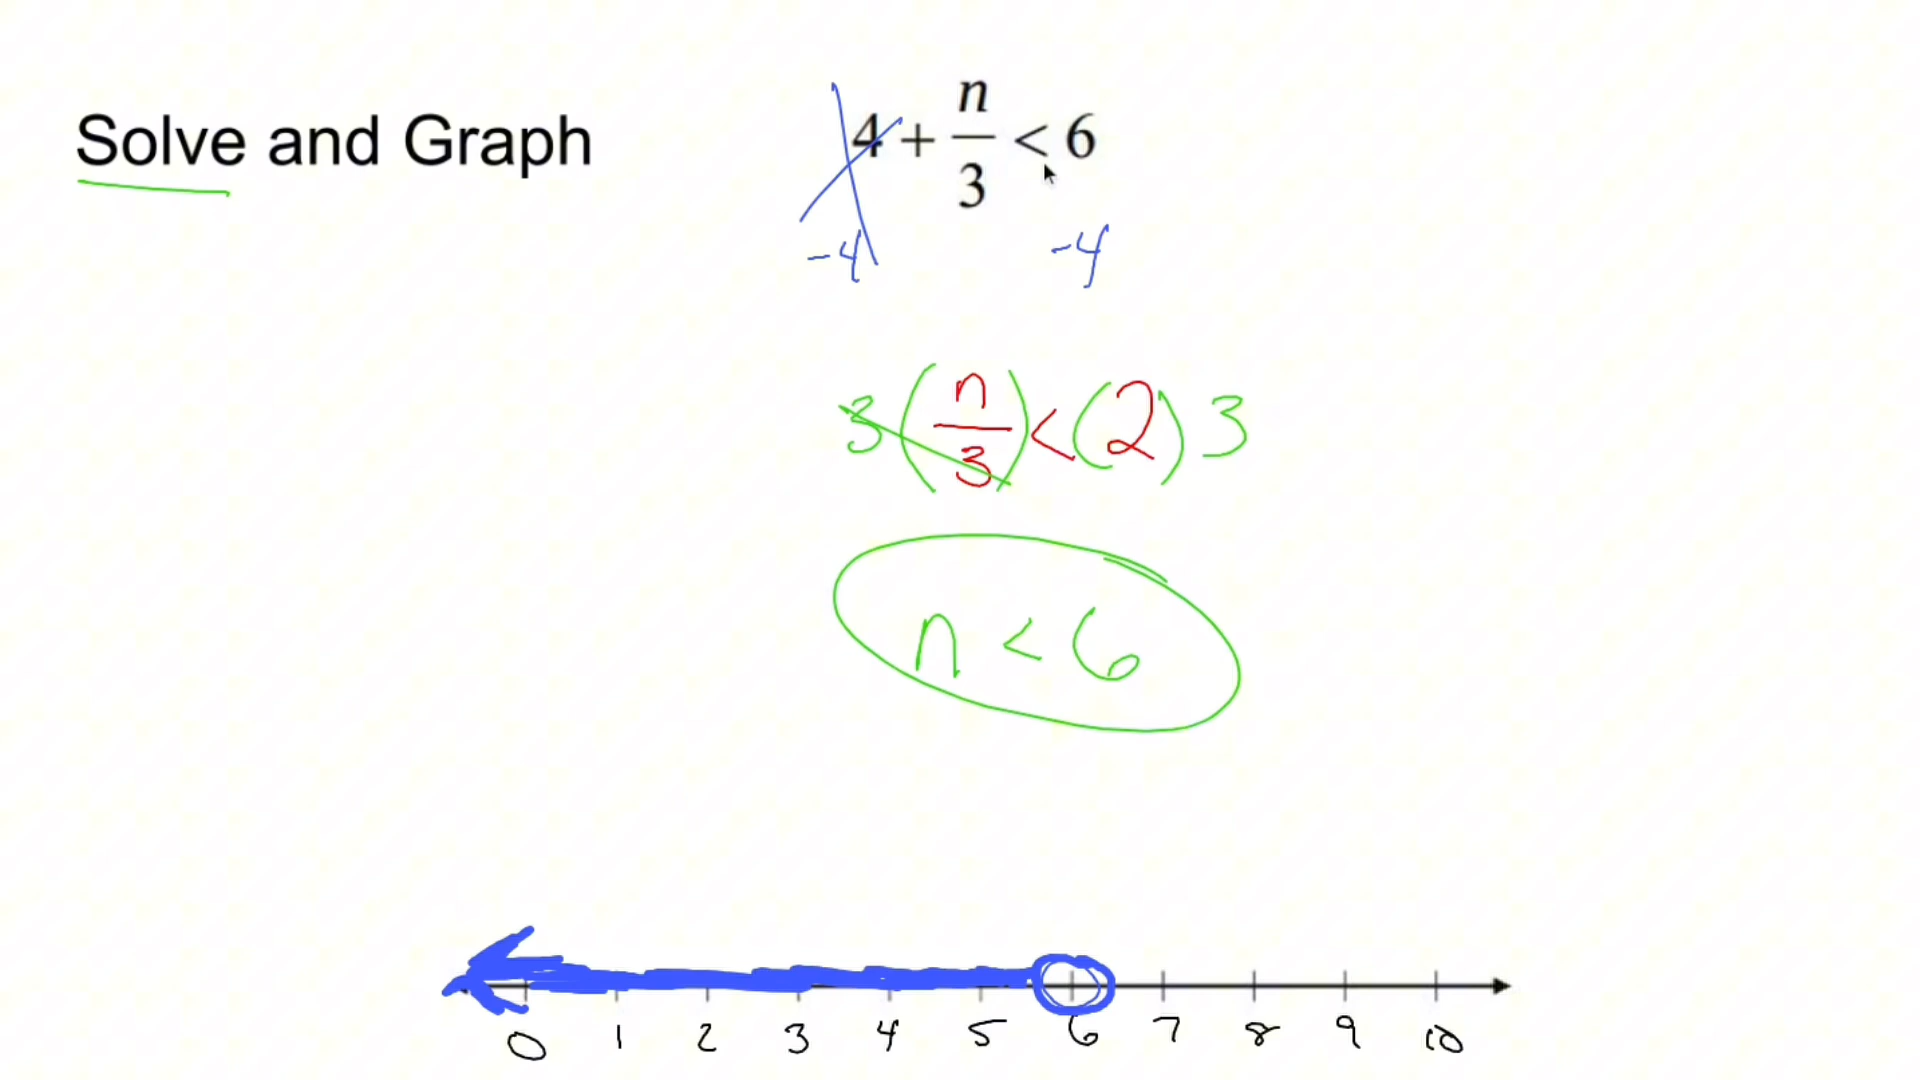 Solve and Graph
4 + n/3 < 6
-4 -4
3(n/3) < (2)3
n < 6
0 1 2 3 4 5 6 7 8 9 10